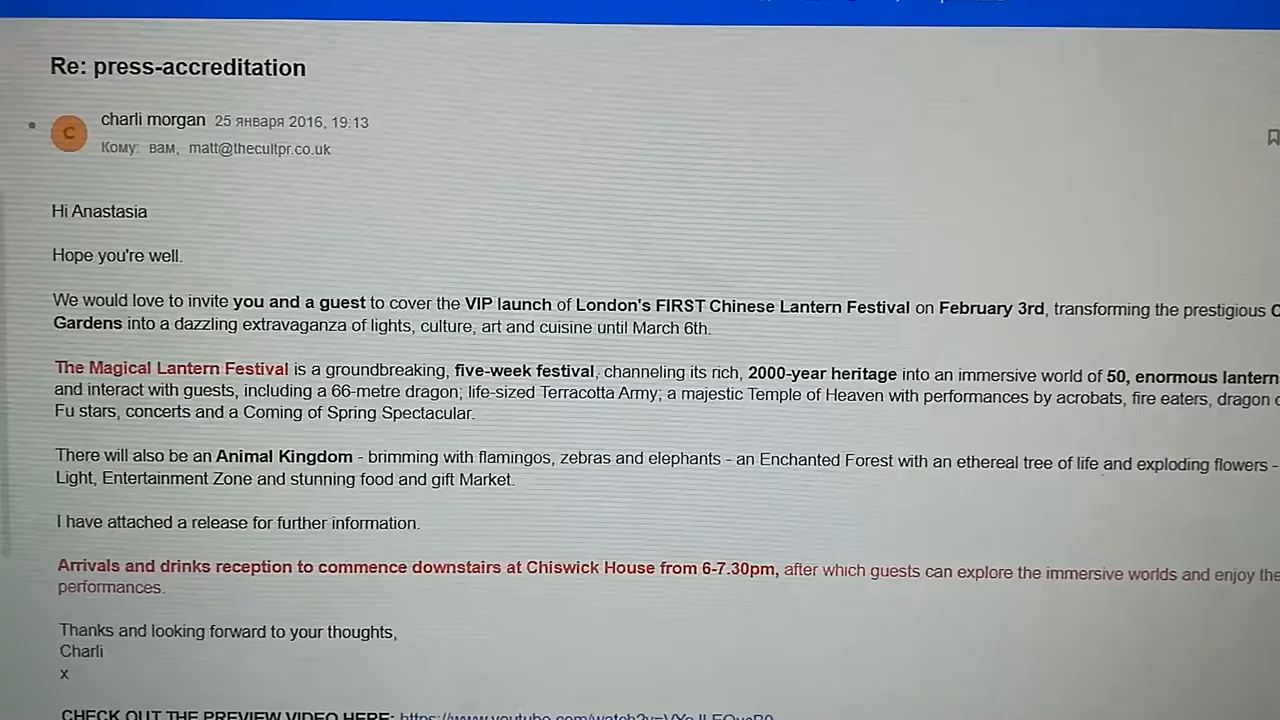 Re: press-accreditation
C
charli morgan 25 января 2016, 19:13
Кому: вам, matt@thecultpr.co.uk
Hi Anastasia
Hope you're well.
We would love to invite you and a guest to cover the VIP launch of London's FIRST Chinese Lantern Festival on February 3rd, transforming the prestigious
Gardens into a dazzling extravaganza of lights, culture, art and cuisine until March 6th.
The Magical Lantern Festival is a groundbreaking, five-week festival, channeling its rich, 2000-year heritage into an immersive world of 50, enormous lantern
and interact with guests, including a 66-metre dragon; life-sized Terracotta Army; a majestic Temple of Heaven with performances by acrobats, fire eaters, dragon
Fu stars, concerts and a Coming of Spring Spectacular.
There will also be an Animal Kingdom - brimming with flamingos, zebras and elephants - an Enchanted Forest with an ethereal tree of life and exploding flowers -
Light, Entertainment Zone and stunning food and gift Market.
I have attached a release for further information.
Arrivals and drinks reception to commence downstairs at Chiswick House from 6-7.30pm, after which guests can explore the immersive worlds and enjoy the
performances.
Thanks and looking forward to your thoughts,
Charli
x
CHECK OUT THE PREVIEW VIDEO HERE: